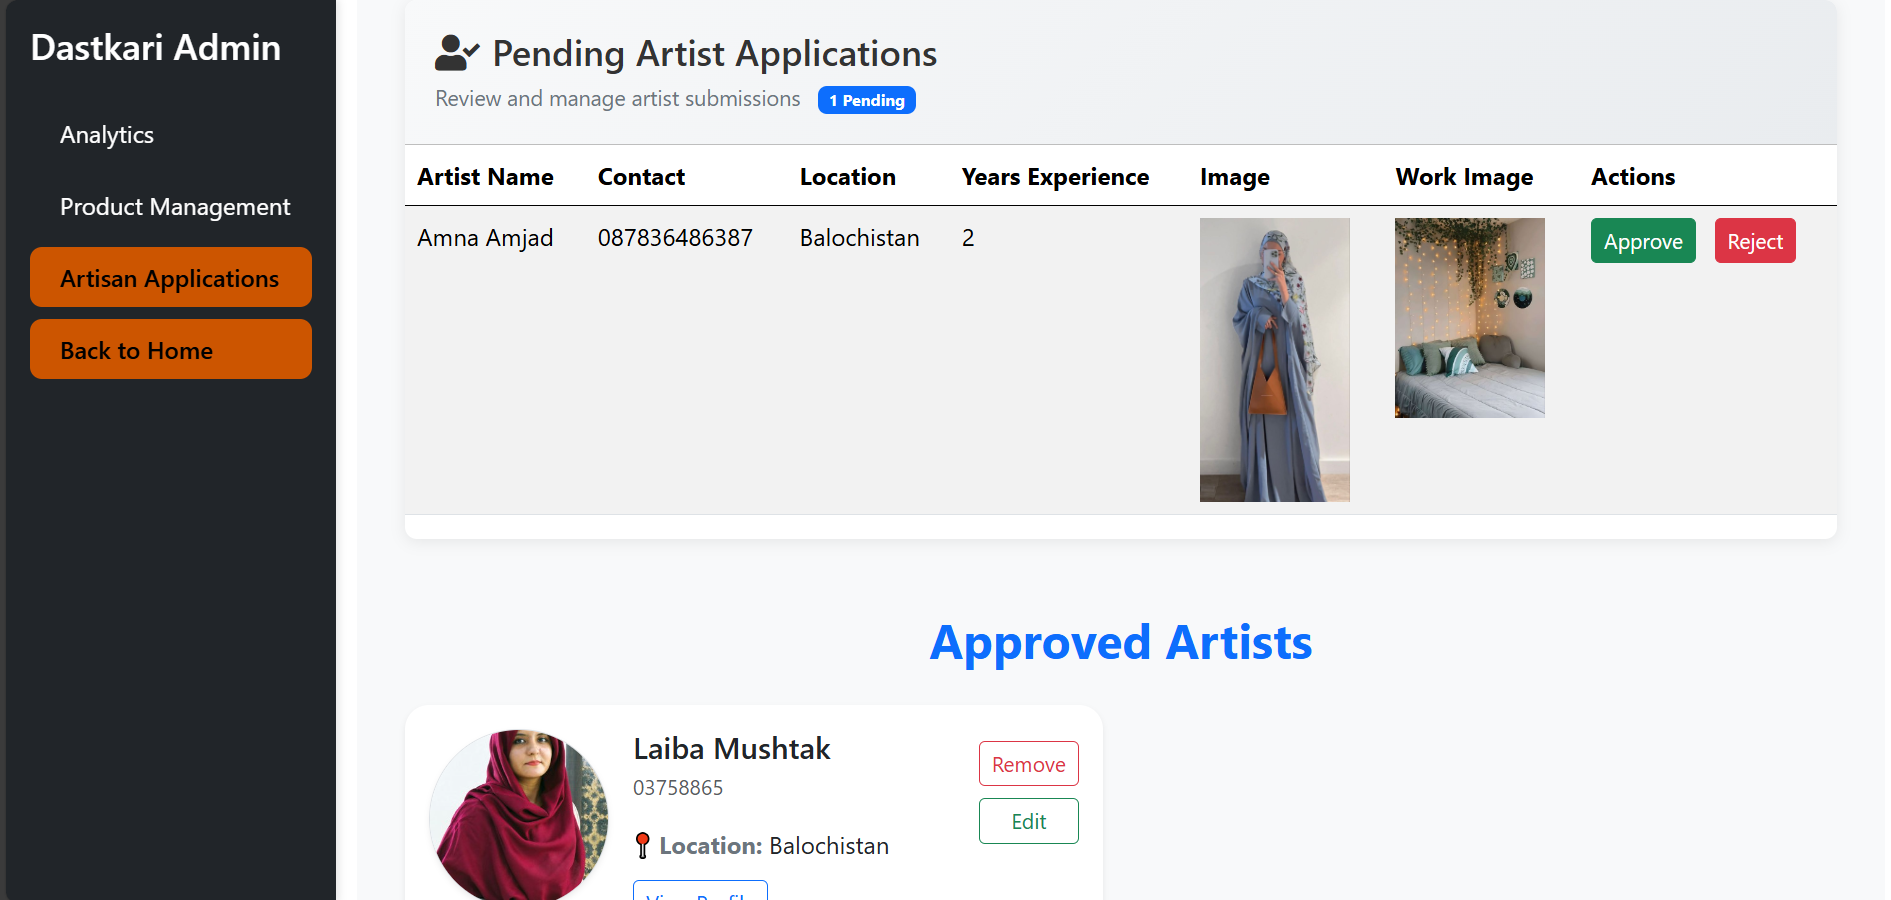 Dastkari Admin
Analytics
Product Management
Artisan Applications
Back to Home
Pending Artist Applications
Review and manage artist submissions 1 Pending
Artist Name Contact Location Years Experience Image Work Image Actions
Amna Amjad 087836486387 Balochistan 2 Approve Reject
Approved Artists
Laiba Mushtak
03758865
Remove
Edit
Location: Balochistan
View Profile